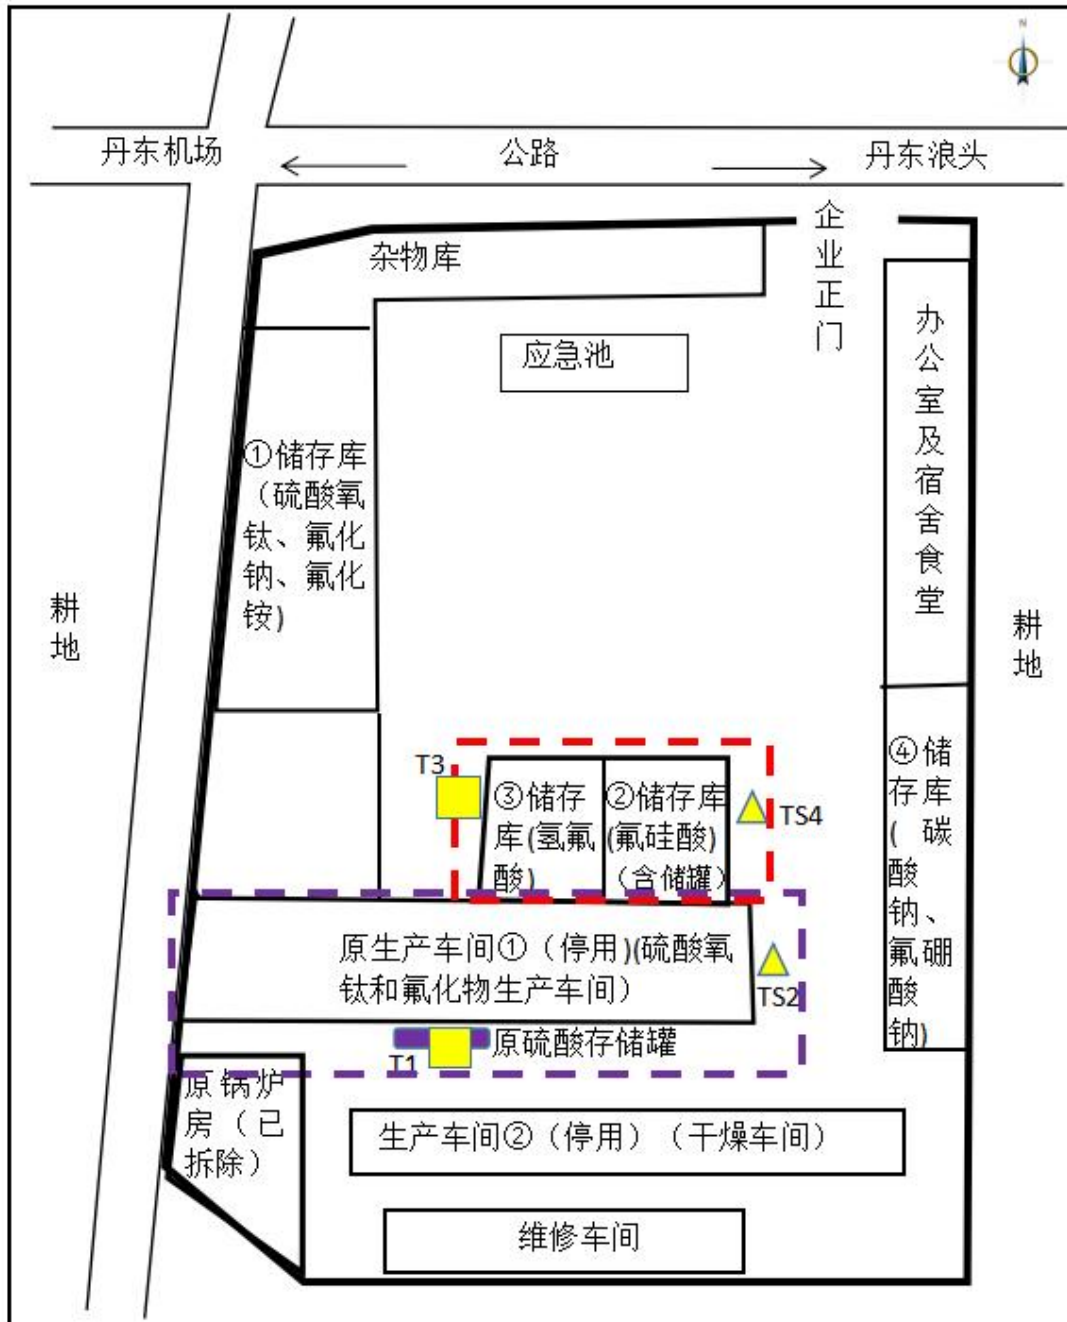 N
丹东机场
公路
丹东浪头
企
业
正
门
杂物库
应急池
办
公
室
及
宿
舍
食
堂
①储存库
（硫酸氧
钛、氟化
钠、氟化
铵)
耕
地
耕
地
T3
③储存
库(氢氟
酸)
②储存库
(氟硅酸)
（含储罐）
TS4
④储
存库
( 碳
酸
钠、
氟硼
酸
钠)
原生产车间①（停用)(硫酸氧
钛和氟化物生产车间）
TS2
T1
原硫酸存储罐
原锅炉
房（已
拆除）
生产车间②（停用）（干燥车间）
维修车间